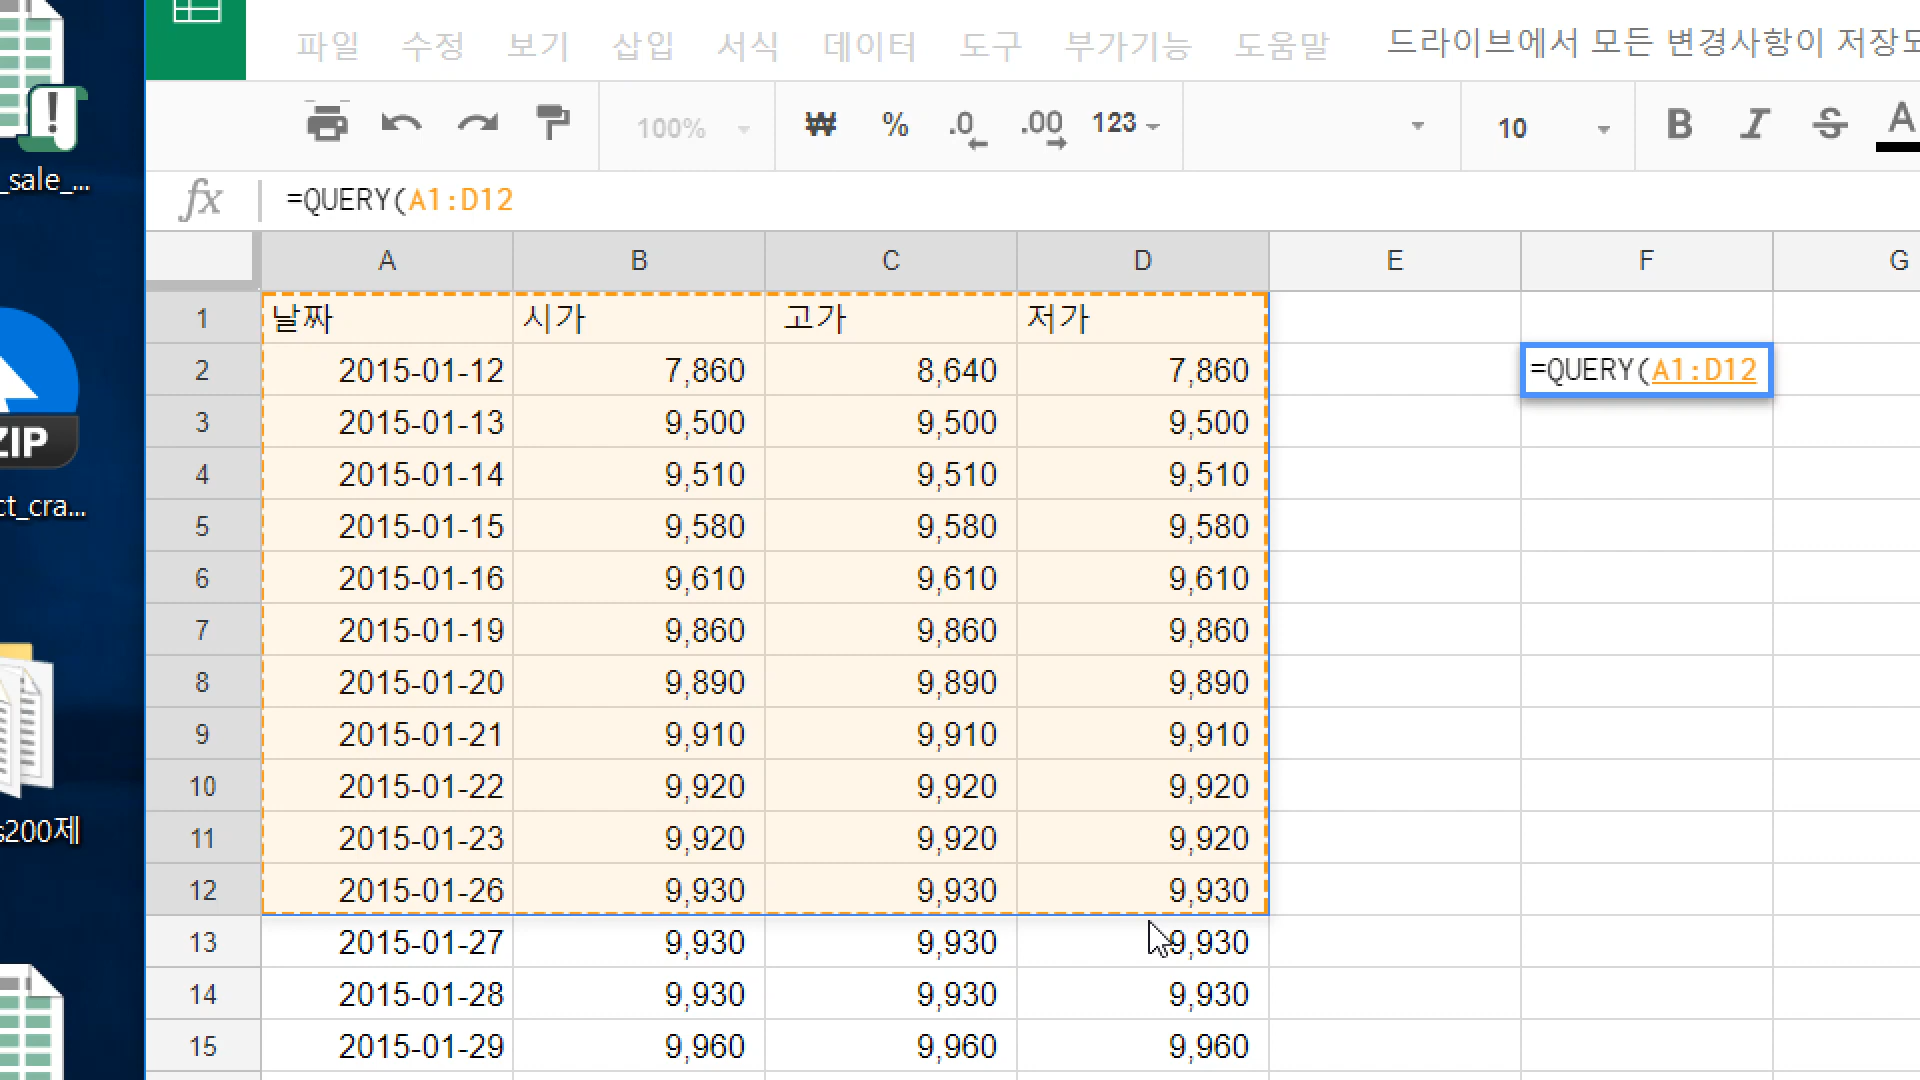 파일 수정 보기 삽입 서식 데이터 도구 부가기능 도움말 드라이브에서 모든 변경사항이 저장되
100% ₩ % .0 .00 123 10 B I S A
fx =QUERY(A1:D12
A B C D E F G
1 날짜 시가 고가 저가
2 2015-01-12 7,860 8,640 7,860 =QUERY(A1:D12
3 2015-01-13 9,500 9,500 9,500
4 2015-01-14 9,510 9,510 9,510
5 2015-01-15 9,580 9,580 9,580
6 2015-01-16 9,610 9,610 9,610
7 2015-01-19 9,860 9,860 9,860
8 2015-01-20 9,890 9,890 9,890
9 2015-01-21 9,910 9,910 9,910
10 2015-01-22 9,920 9,920 9,920
11 2015-01-23 9,920 9,920 9,920
12 2015-01-26 9,930 9,930 9,930
13 2015-01-27 9,930 9,930 9,930
14 2015-01-28 9,930 9,930 9,930
15 2015-01-29 9,960 9,960 9,960
_sale_...
ZIP
ct_cra...
s200제